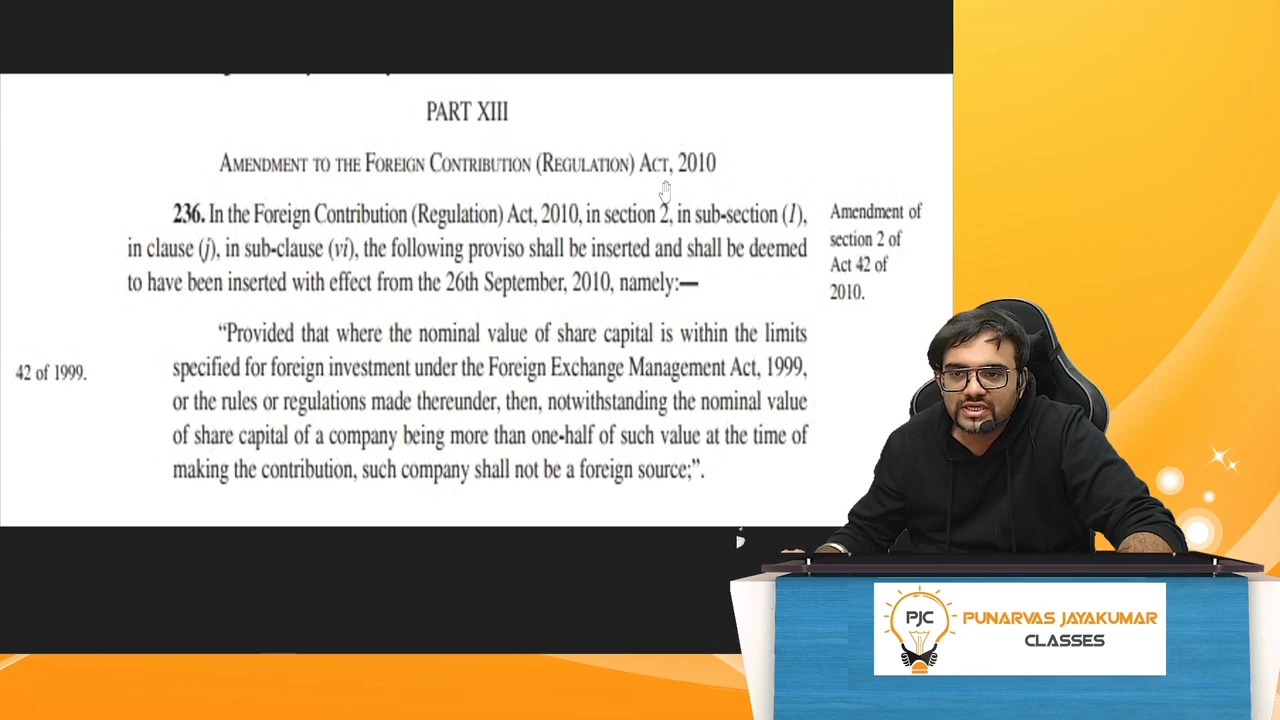 PART XIII
AMENDMENT TO THE FOREIGN CONTRIBUTION (REGULATION) ACT, 2010
236. In the Foreign Contribution (Regulation) Act, 2010, in section 2, in sub-section (1),
in clause (j), in sub-clause (vi), the following proviso shall be inserted and shall be deemed
to have been inserted with effect from the 26th September, 2010, namely:—
Amendment of
section 2 of
Act 42 of
2010.
“Provided that where the nominal value of share capital is within the limits
specified for foreign investment under the Foreign Exchange Management Act, 1999,
or the rules or regulations made thereunder, then, notwithstanding the nominal value
of share capital of a company being more than one-half of such value at the time of
making the contribution, such company shall not be a foreign source;”.
42 of 1999.
PJC
PUNARVAS JAYAKUMAR
CLASSES